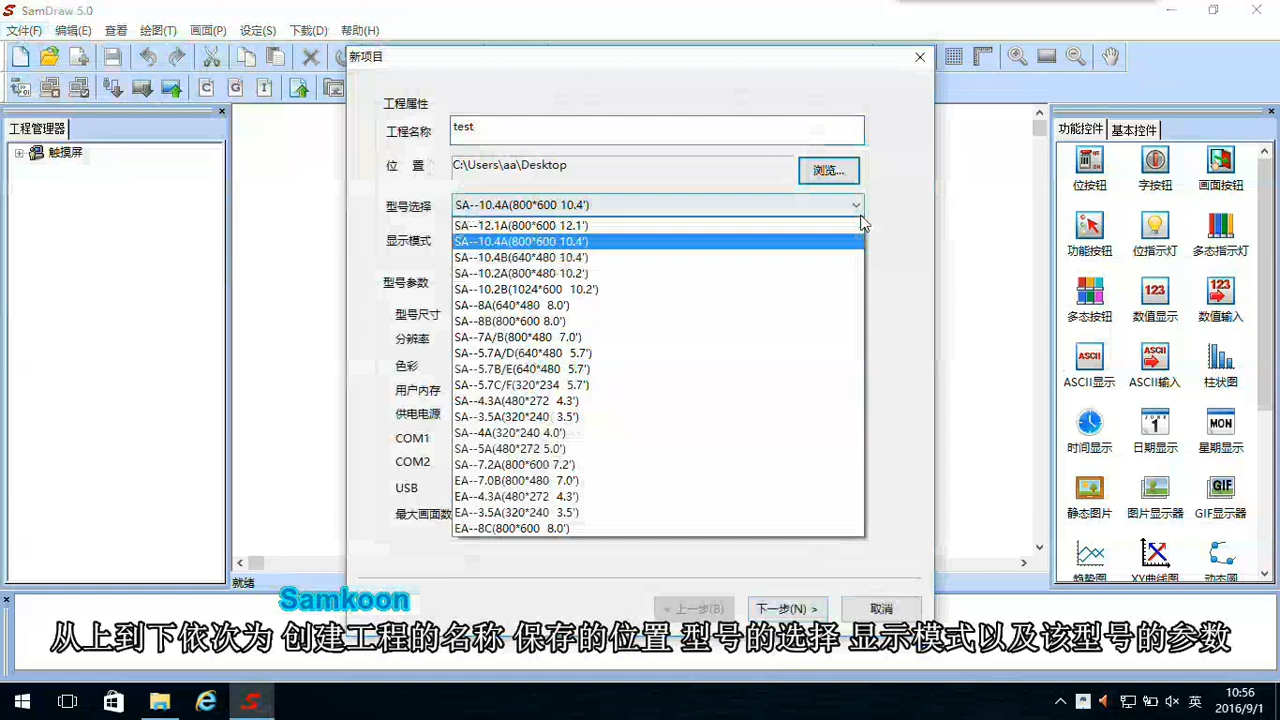 SamDraw 5.0
文件(F) 编辑(E) 查看 绘图(T) 画面(P) 设定(S) 下载(D) 帮助(H)
C G I
工程管理器
触摸屏
新项目
工程属性
工程名称 test
位 置 C:\Users\aa\Desktop 浏览...
型号选择 SA--10.4A(800*600 10.4')
显示模式
型号参数
型号尺寸
分辨率
色彩
用户内存
供电电源
COM1
COM2
USB
最大画面数
SA--12.1A(800*600 12.1')
SA--10.4A(800*600 10.4')
SA--10.4B(640*480 10.4')
SA--10.2A(800*480 10.2')
SA--10.2B(1024*600 10.2')
SA--8A(640*480 8.0')
SA--8B(800*600 8.0')
SA--7A/B(800*480 7.0')
SA--5.7A/D(640*480 5.7')
SA--5.7B/E(640*480 5.7')
SA--5.7C/F(320*234 5.7')
SA--4.3A(480*272 4.3')
SA--3.5A(320*240 3.5')
SA--4A(320*240 4.0')
SA--5A(480*272 5.0')
SA--7.2A(800*600 7.2')
EA--7.0B(800*480 7.0')
EA--4.3A(480*272 4.3')
EA--3.5A(320*240 3.5')
EA--8C(800*600 8.0')
< 上一步(B) 下一步(N) > 取消
功能控件 基本控件
位按钮 字按钮 画面按钮
功能按钮 位指示灯 多态指示灯
123 123
多态按钮 数值显示 数值输入
ASCII ASCII
ASCII显示 ASCII输入 柱状图
JUNE 1 MON
时间显示 日期显示 星期显示
GIF
静态图片 图片显示器 GIF显示器
趋势图 XY曲线图 动态圆
就绪
Samkoon
从上到下依次为 创建工程的名称 保存的位置 型号的选择 显示模式以及该型号的参数
英 10:56
2016/9/1